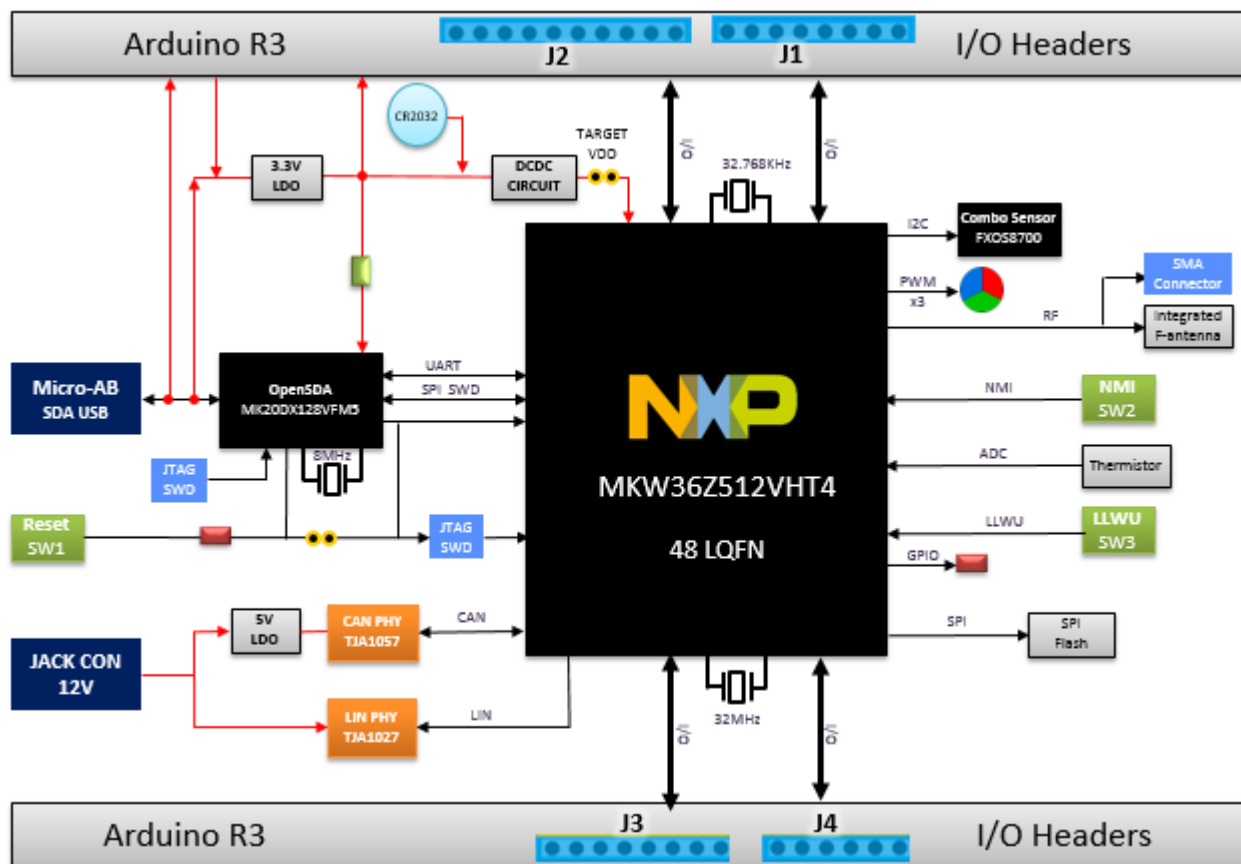 Arduino R3
J2
J1
I/O Headers
CR2032
TARGET
VDD
3.3V
LDO
DCDC
CIRCUIT
I/O
32.768KHz
I/O
I2C
Combo Sensor
FXOS8700
PWM
x3
SMA
Connector
RF
Integrated
F-antenna
Micro-AB
SDA USB
OpenSDA
MK20DX128VFM5
UART
SPI SWD
8MHz
JTAG
SWD
Reset
SW1
JTAG
SWD
NXP
MKW36Z512VHT4
48 LQFN
NMI
NMI
SW2
ADC
Thermistor
LLWU
LLWU
SW3
GPIO
SPI
SPI
Flash
JACK CON
12V
5V
LDO
CAN PHY
TJA1057
CAN
LIN PHY
TJA1027
LIN
32MHz
I/O
I/O
Arduino R3
J3
J4
I/O Headers